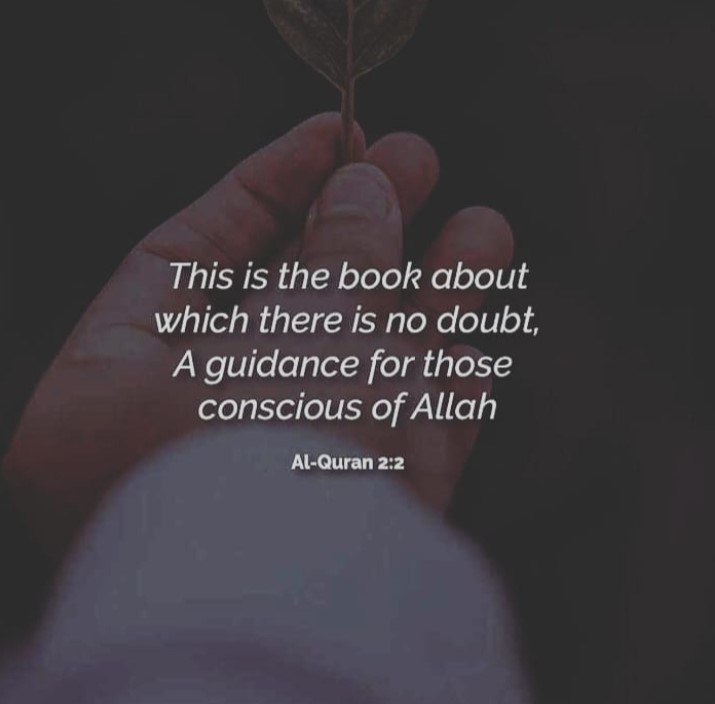 This is the book about
which there is no doubt,
A guidance for those
conscious of Allah
Al-Quran 2:2